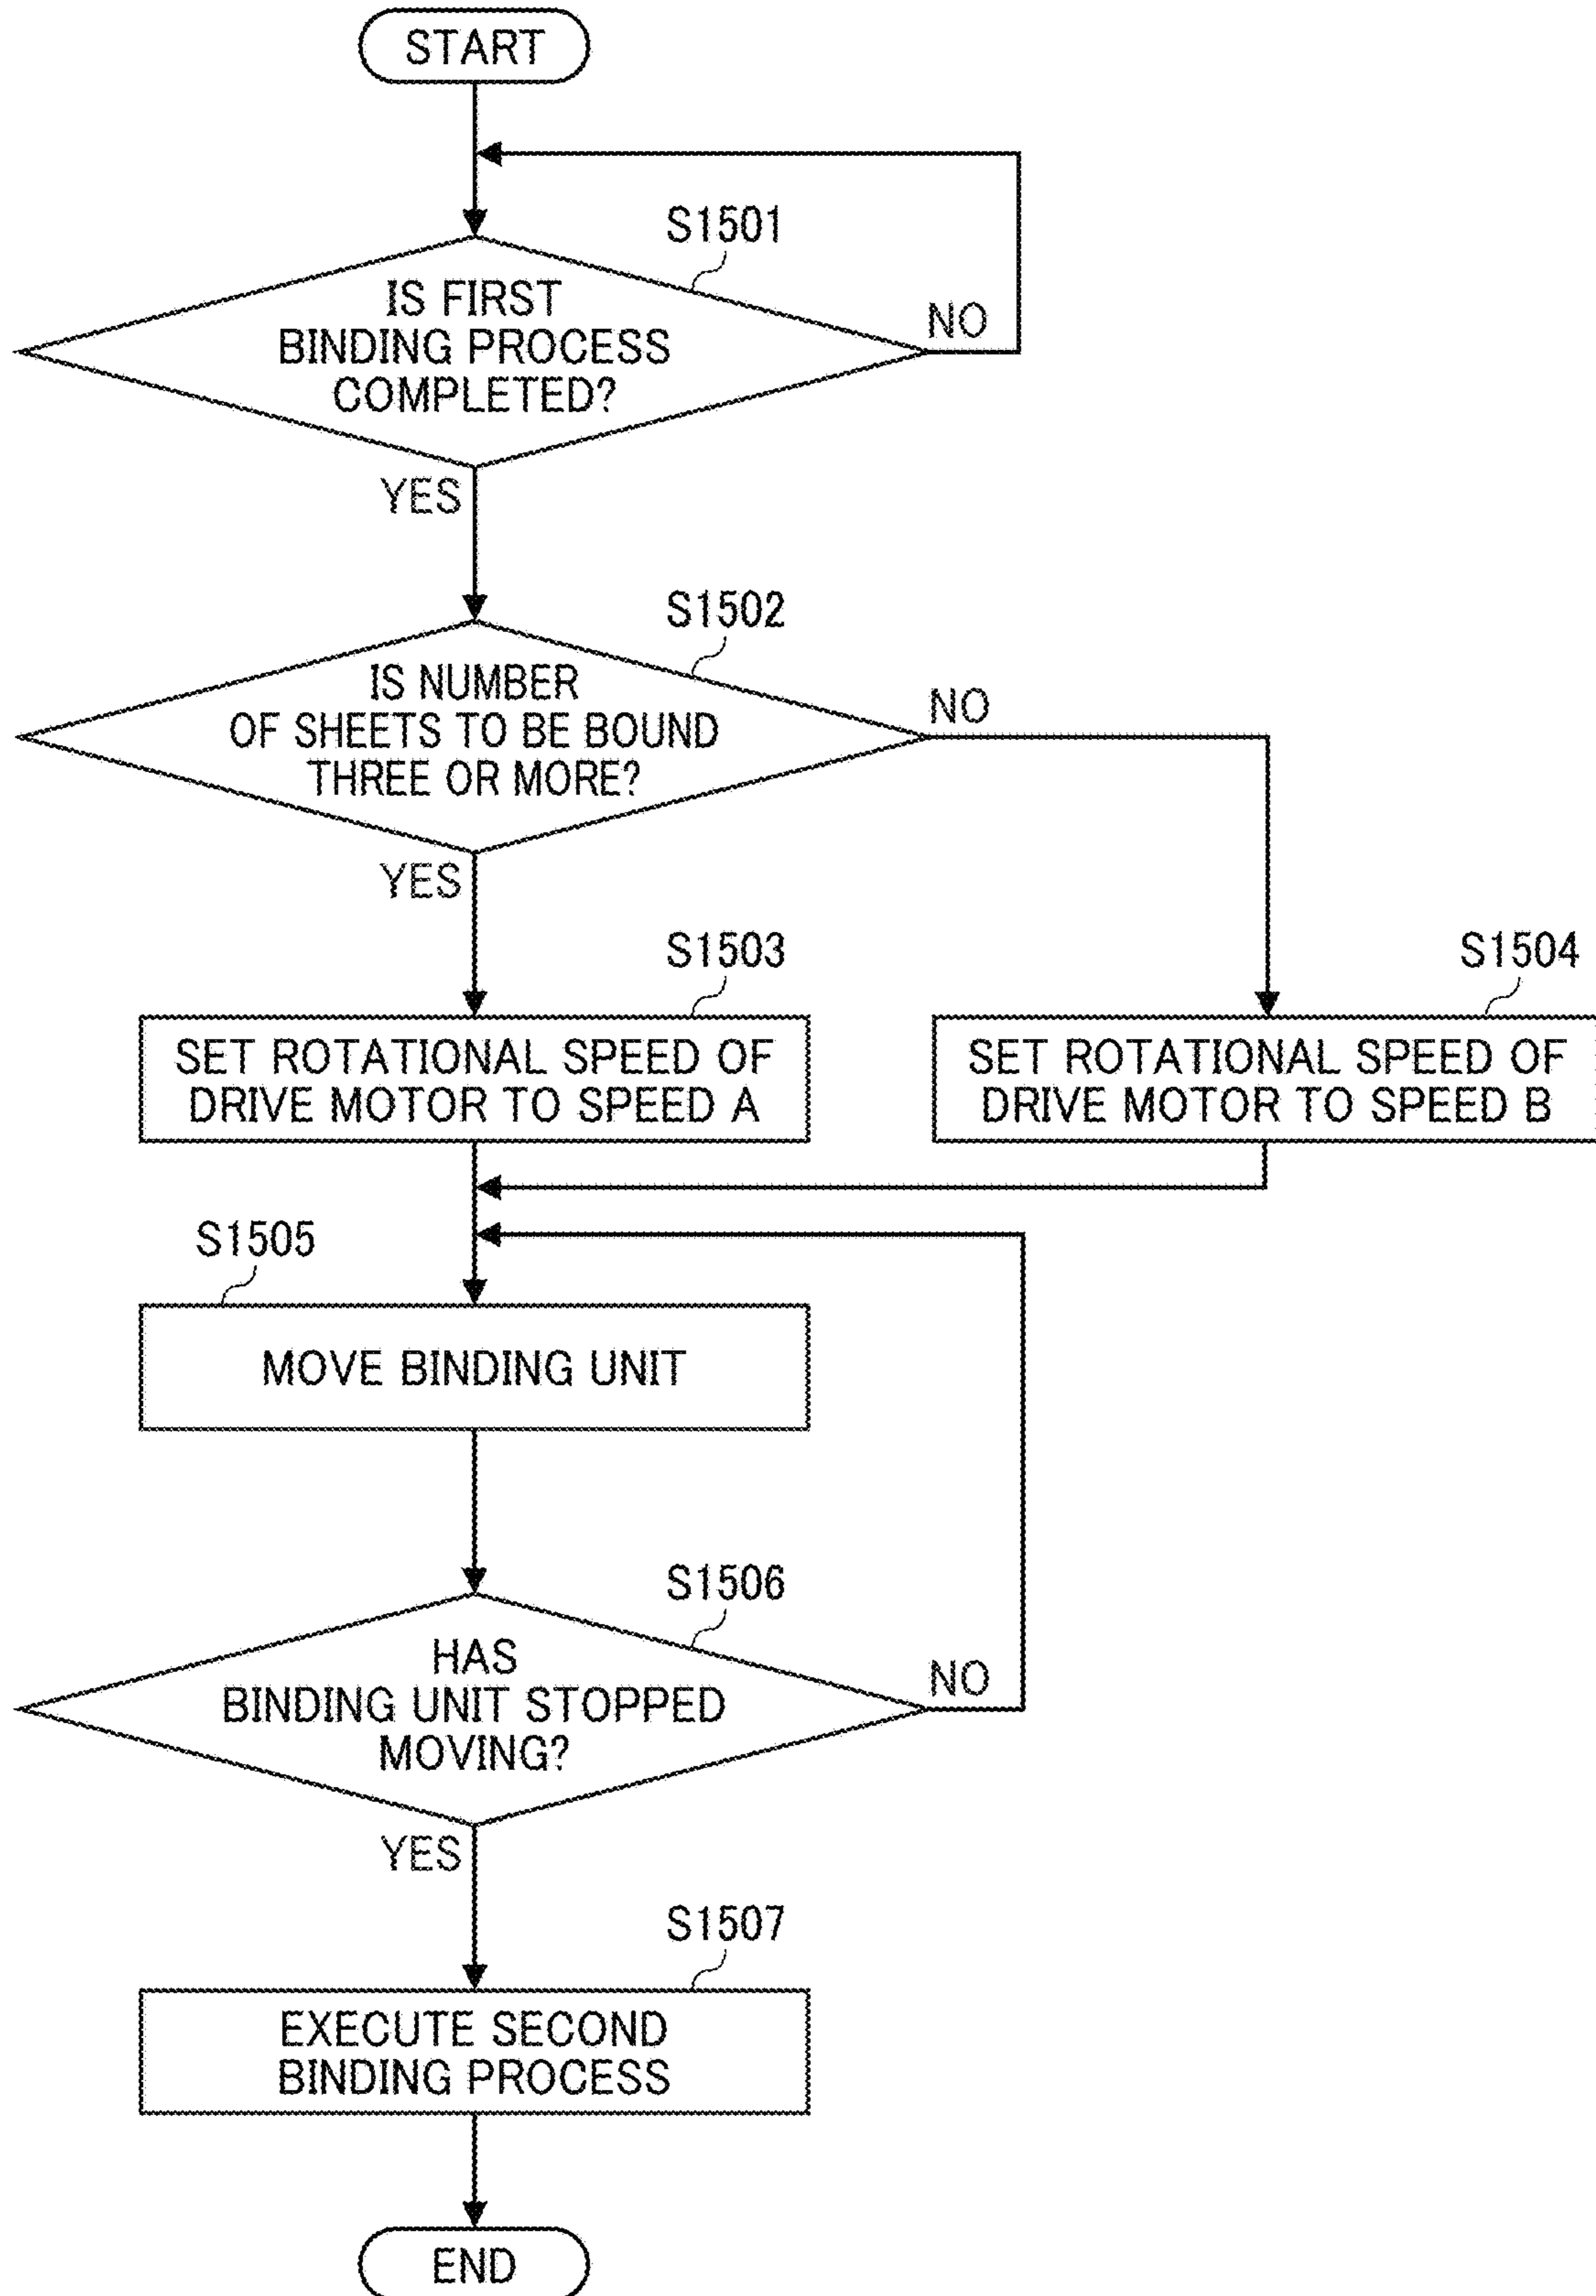 START
S1501
IS FIRST
BINDING PROCESS
COMPLETED?
NO
YES
S1502
IS NUMBER
OF SHEETS TO BE BOUND
THREE OR MORE?
NO
YES
S1503
SET ROTATIONAL SPEED OF
DRIVE MOTOR TO SPEED A
S1504
SET ROTATIONAL SPEED OF
DRIVE MOTOR TO SPEED B
S1505
MOVE BINDING UNIT
S1506
HAS
BINDING UNIT STOPPED
MOVING?
NO
YES
S1507
EXECUTE SECOND
BINDING PROCESS
END